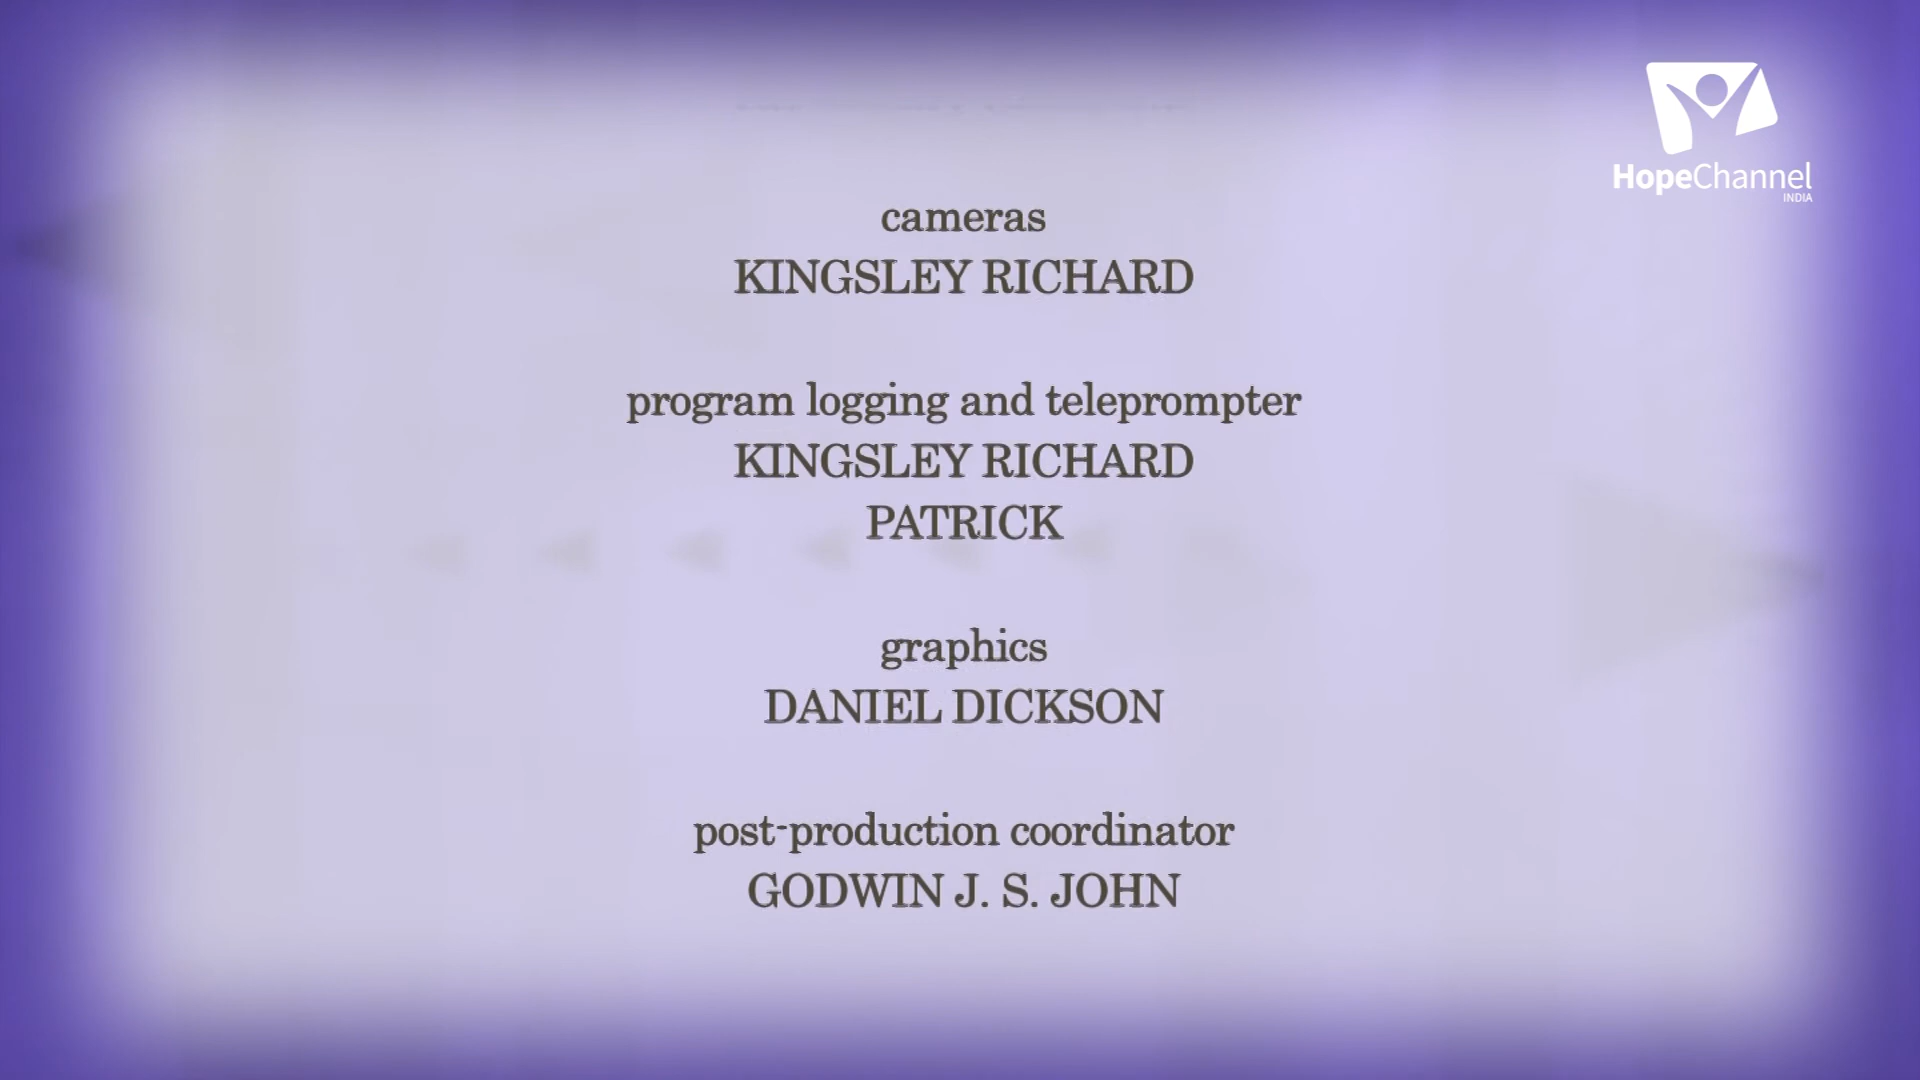 HopeChannel
INDIA
cameras
KINGSLEY RICHARD
program logging and teleprompter
KINGSLEY RICHARD
PATRICK
graphics
DANIEL DICKSON
post-production coordinator
GODWIN J. S. JOHN